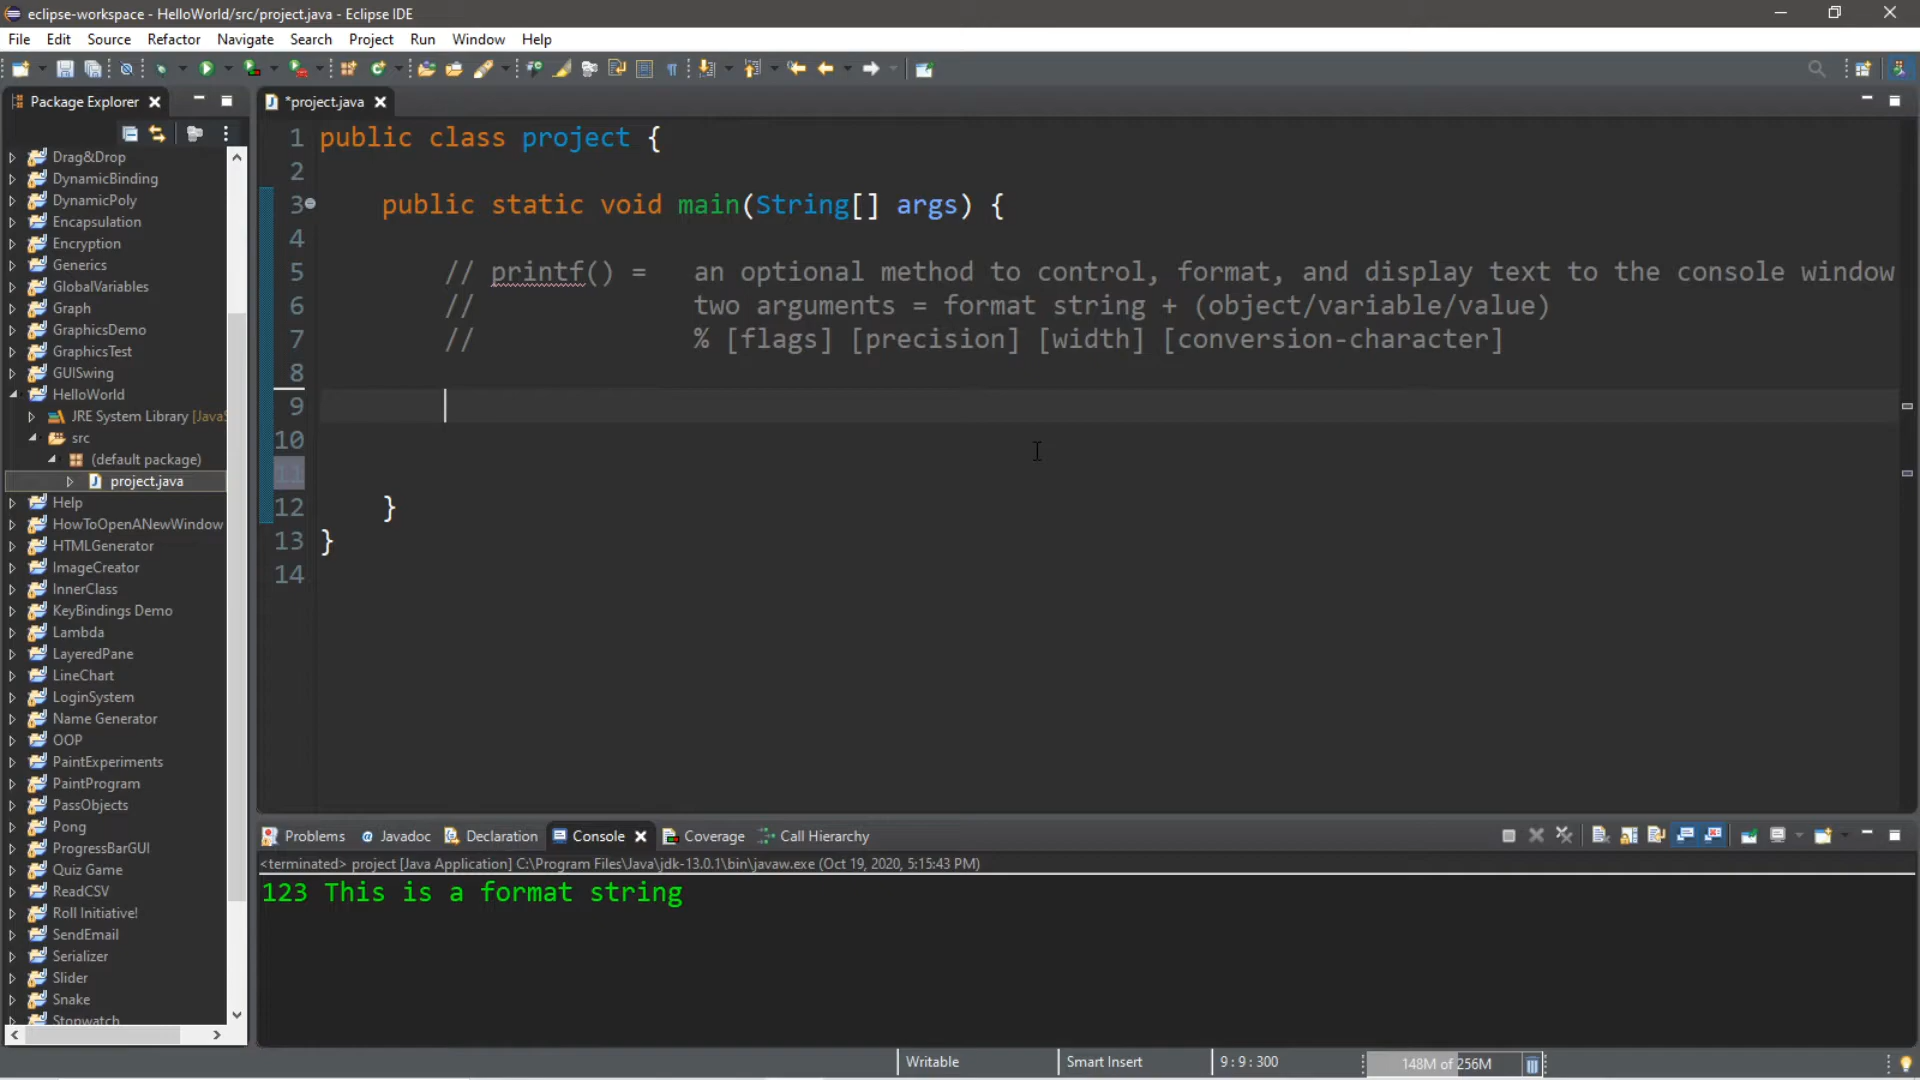 eclipse-workspace - HelloWorld/src/project.java - Eclipse IDE
File Edit Source Refactor Navigate Search Project Run Window Help
Package Explorer
*project.java
Drag&Drop
DynamicBinding
DynamicPoly
Encapsulation
Encryption
Generics
GlobalVariables
Graph
GraphicsDemo
GraphicsTest
GUISwing
HelloWorld
JRE System Library [Java
src
(default package)
project.java
Help
HowToOpenANewWindow
HTMLGenerator
ImageCreator
InnerClass
KeyBindings Demo
Lambda
LayeredPane
LineChart
LoginSystem
Name Generator
OOP
PaintExperiments
PaintProgram
PassObjects
Pong
ProgressBarGUI
Quiz Game
ReadCSV
Roll Initiative!
SendEmail
Serializer
Slider
Snake
Stopwatch
1 public class project {
2
3 public static void main(String[] args) {
4
5 // printf() = an optional method to control, format, and display text to the console window
6 // two arguments = format string + (object/variable/value)
7 // % [flags] [precision] [width] [conversion-character]
8
9
10
11
12 }
13 }
14
Problems @ Javadoc Declaration Console Coverage Call Hierarchy
<terminated> project [Java Application] C:\Program Files\Java\jdk-13.0.1\bin\javaw.exe (Oct 19, 2020, 5:15:43 PM)
123 This is a format string
Writable Smart Insert 9 : 9 : 300 148M of 256M